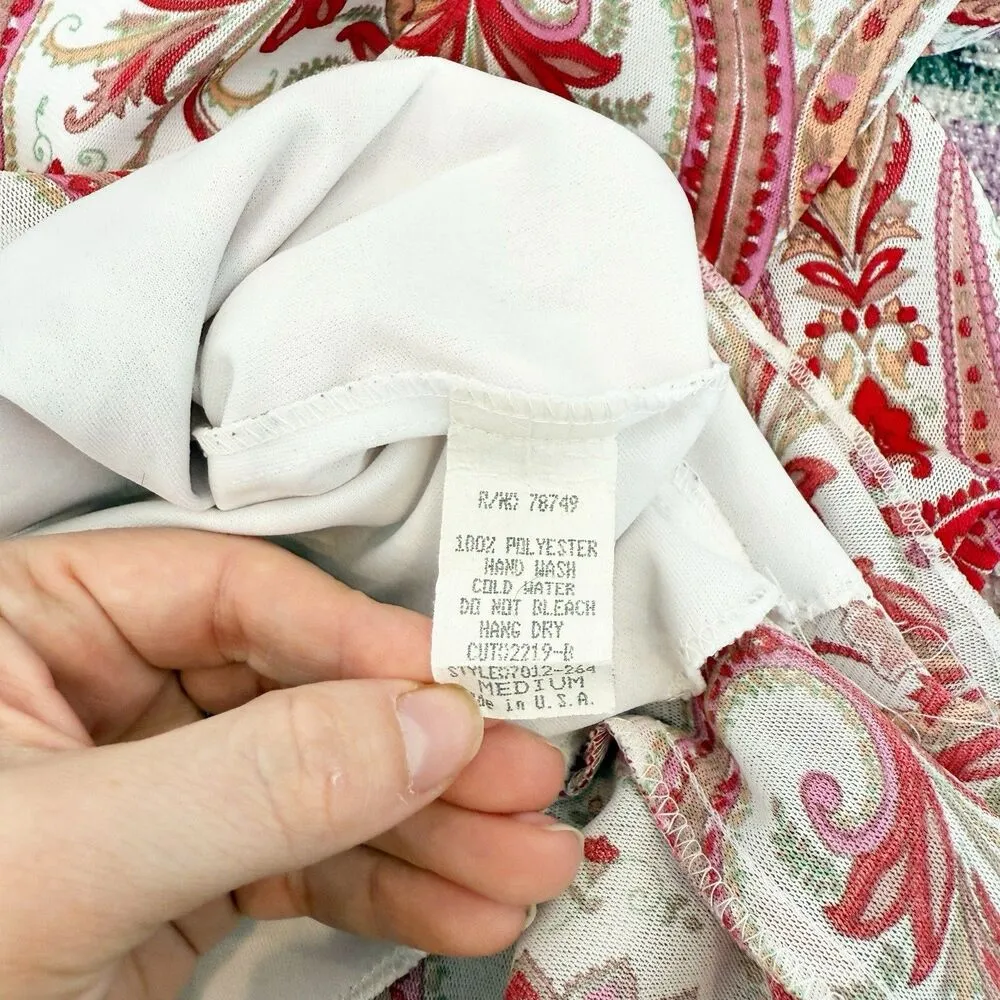 R/N# 78749
100% POLYESTER
HAND WASH
COLD WATER
DO NOT BLEACH
HANG DRY
CUT#2219-B
STYLE#7012-264
MEDIUM
de in U.S.A.